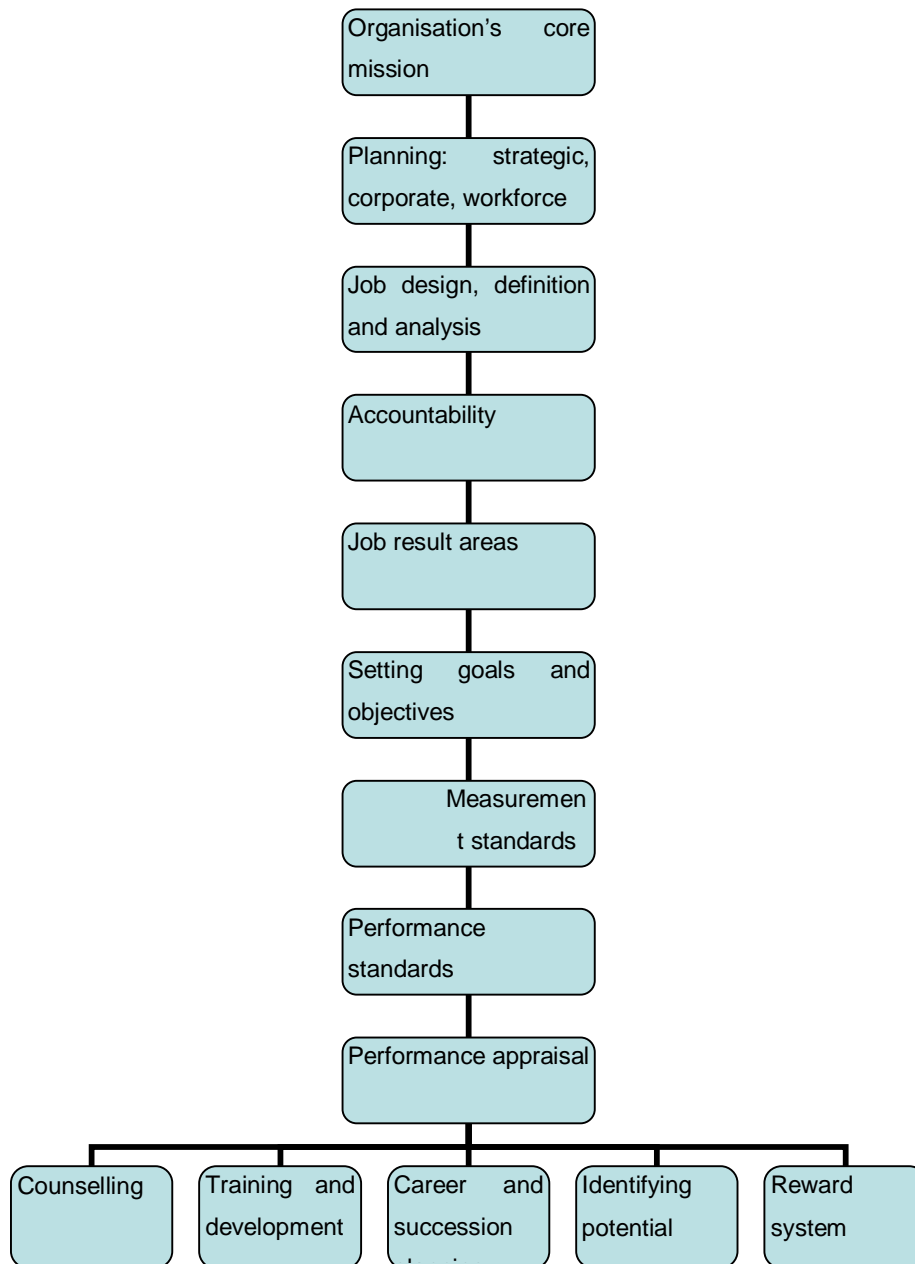 Organisation’s core
mission
Planning: strategic,
corporate, workforce
Job design, definition
and analysis
Accountability
Job result areas
Setting goals and
objectives
Measuremen
t standards
Performance
standards
Performance appraisal
Counselling
Training and
development
Career and
succession
Identifying
potential
Reward
system